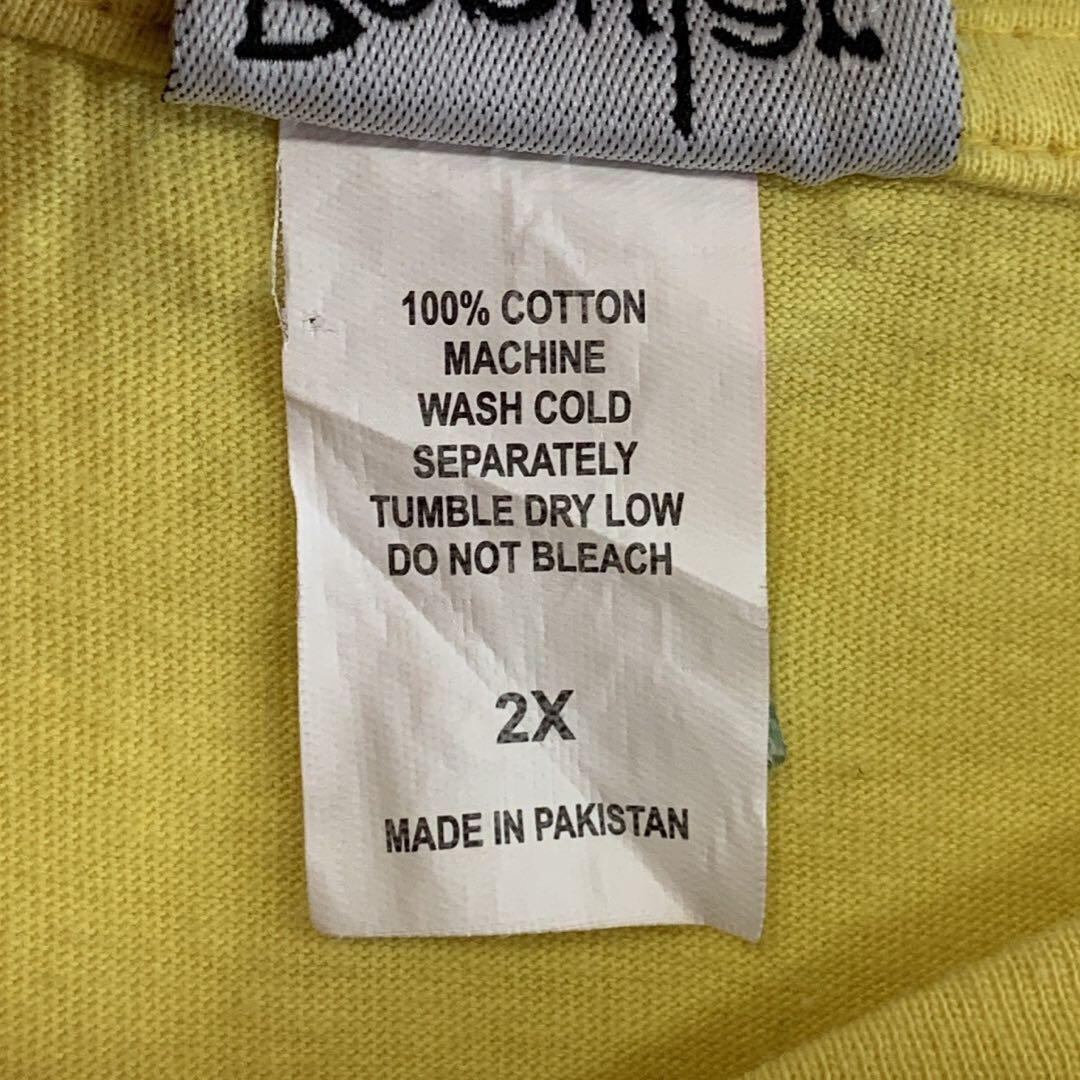 100% COTTON
MACHINE
WASH COLD
SEPARATELY
TUMBLE DRY LOW
DO NOT BLEACH
2X
MADE IN PAKISTAN